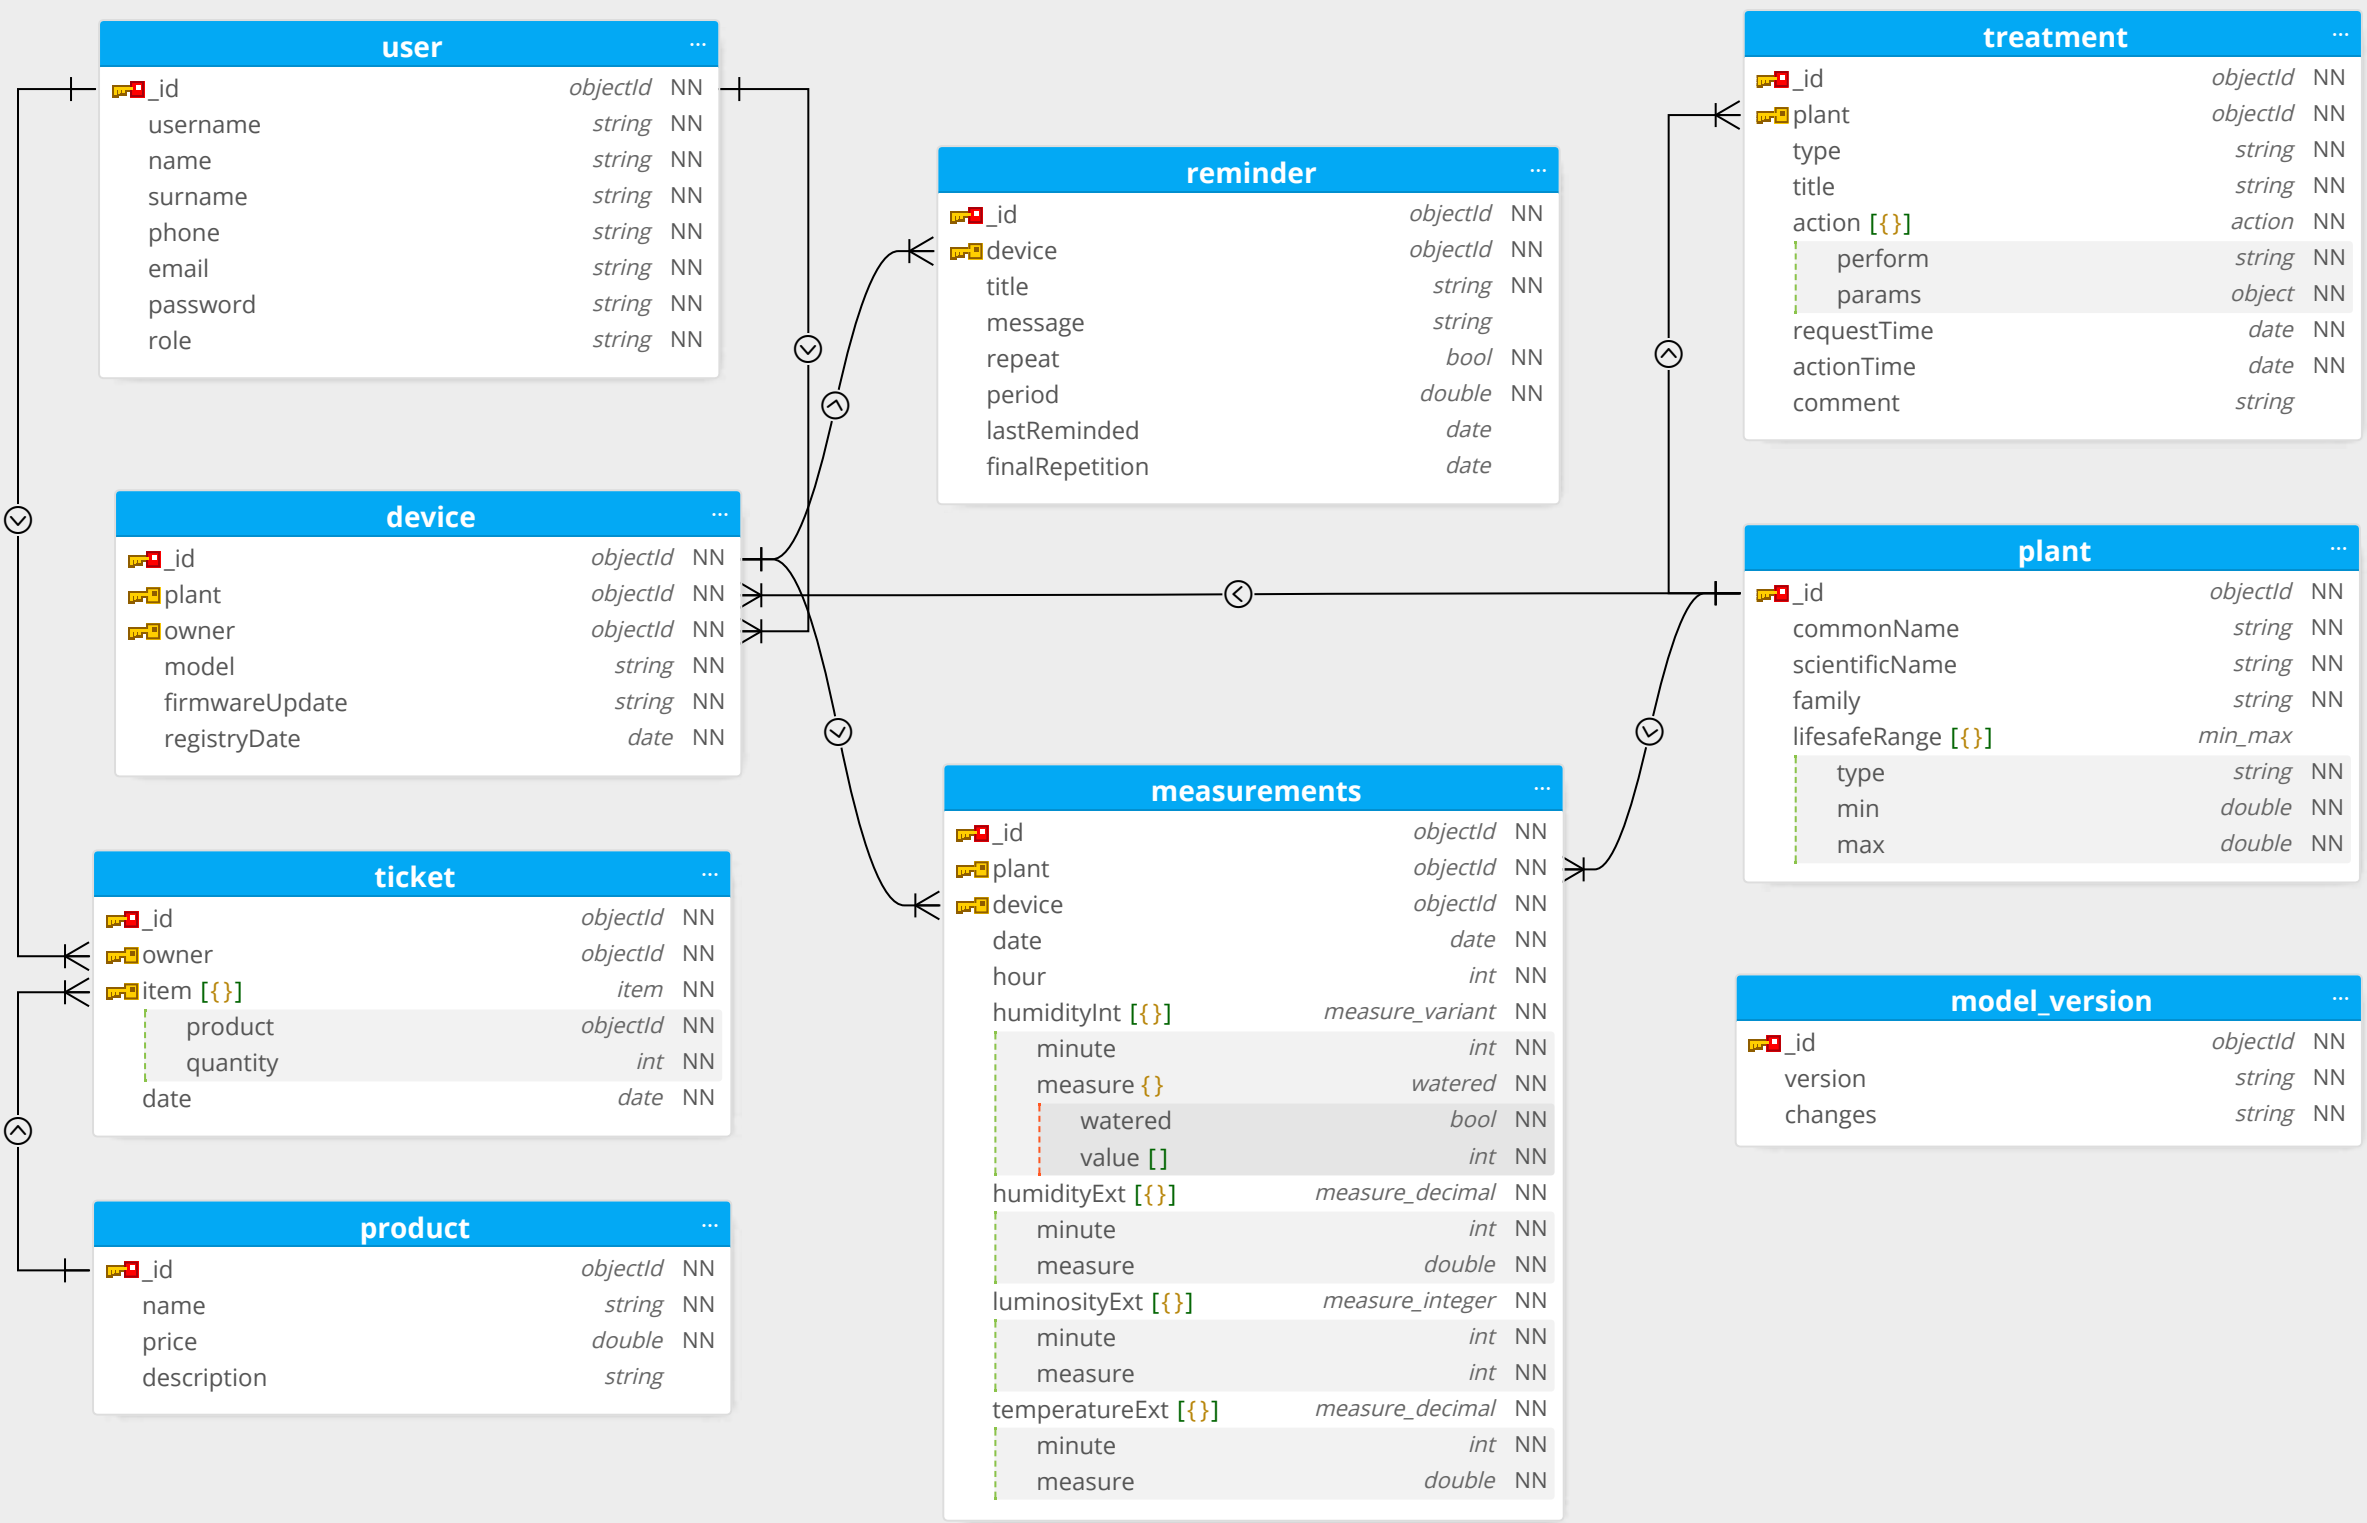 user ...
_id objectId NN
username string NN
name string NN
surname string NN
phone string NN
email string NN
password string NN
role string NN
device ...
_id objectId NN
plant objectId NN
owner objectId NN
model string NN
firmwareUpdate string NN
registryDate date NN
ticket ...
_id objectId NN
owner objectId NN
item [{}] item NN
product objectId NN
quantity int NN
date date NN
product ...
_id objectId NN
name string NN
price double NN
description string
reminder ...
_id objectId NN
device objectId NN
title string NN
message string
repeat bool NN
period double NN
lastReminded date
finalRepetition date
measurements ...
_id objectId NN
plant objectId NN
device objectId NN
date date NN
hour int NN
humidityInt [{}] measure_variant NN
minute int NN
measure {} watered NN
watered bool NN
value [] int NN
humidityExt [{}] measure_decimal NN
minute int NN
measure double NN
luminosityExt [{}] measure_integer NN
minute int NN
measure int NN
temperatureExt [{}] measure_decimal NN
minute int NN
measure double NN
treatment ...
_id objectId NN
plant objectId NN
type string NN
title string NN
action [{}] action NN
perform string NN
params object NN
requestTime date NN
actionTime date NN
comment string
plant ...
_id objectId NN
commonName string NN
scientificName string NN
family string NN
lifesafeRange [{}] min_max
type string NN
min double NN
max double NN
model_version ...
_id objectId NN
version string NN
changes string NN